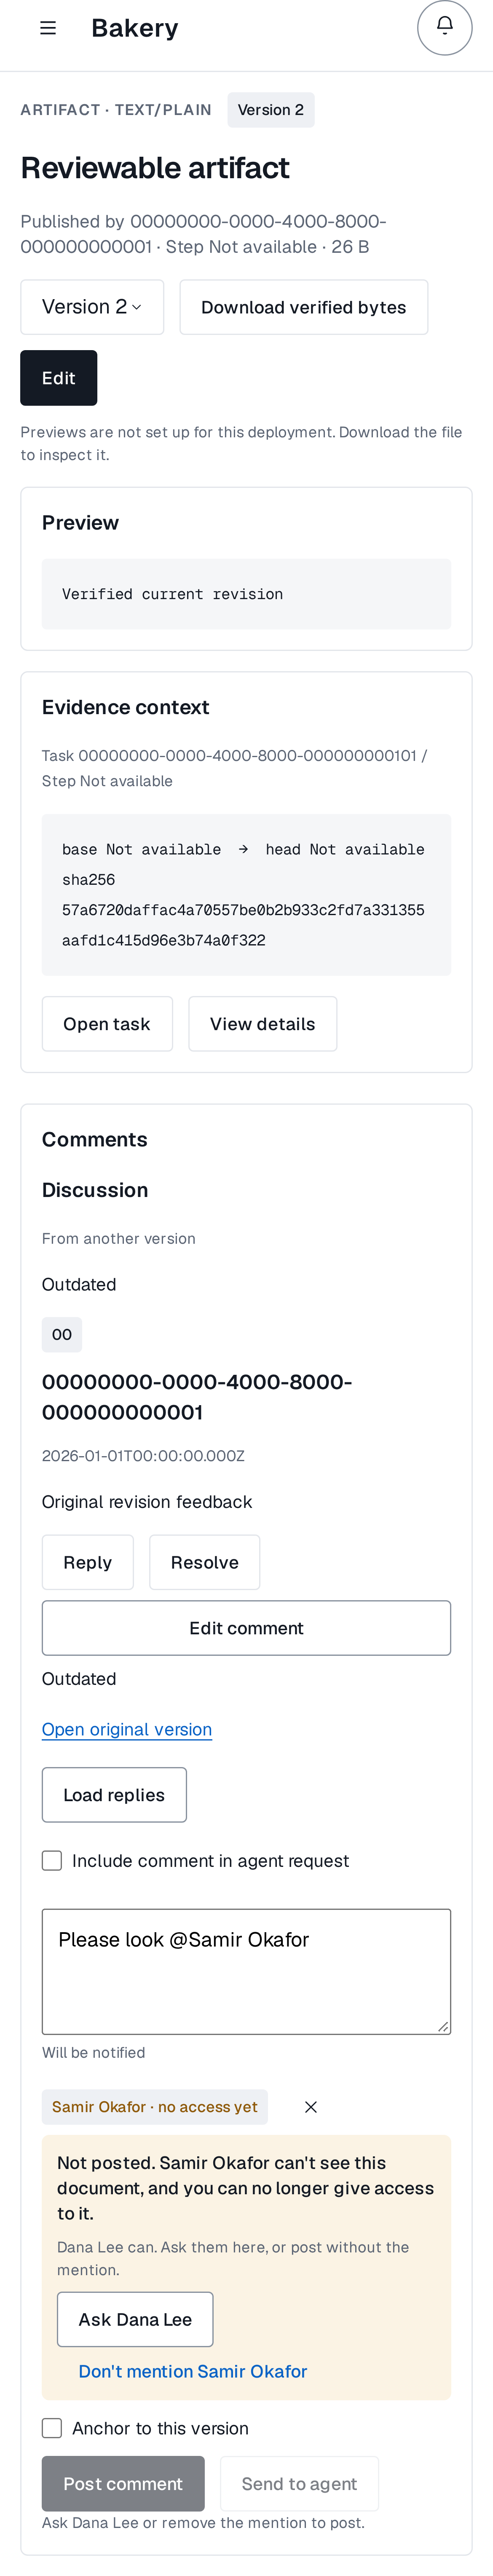 Bakery
ARTIFACT · TEXT/PLAIN Version 2
Reviewable artifact
Published by 00000000-0000-4000-8000-
000000000001 · Step Not available · 26 B
Version 2 Download verified bytes
Edit
Previews are not set up for this deployment. Download the file
to inspect it.
Preview
Verified current revision
Evidence context
Task 00000000-0000-4000-8000-000000000101 /
Step Not available
base Not available → head Not available
sha256
57a6720daffac4a70557be0b2b933c2fd7a331355
aafd1c415d96e3b74a0f322
Open task View details
Comments
Discussion
From another version
Outdated
00
00000000-0000-4000-8000-
000000000001
2026-01-01T00:00:00.000Z
Original revision feedback
Reply Resolve
Edit comment
Outdated
Open original version
Load replies
Include comment in agent request
Please look @Samir Okafor
Will be notified
Samir Okafor · no access yet
Not posted. Samir Okafor can't see this
document, and you can no longer give access
to it.
Dana Lee can. Ask them here, or post without the
mention.
Ask Dana Lee
Don't mention Samir Okafor
Anchor to this version
Post comment Send to agent
Ask Dana Lee or remove the mention to post.